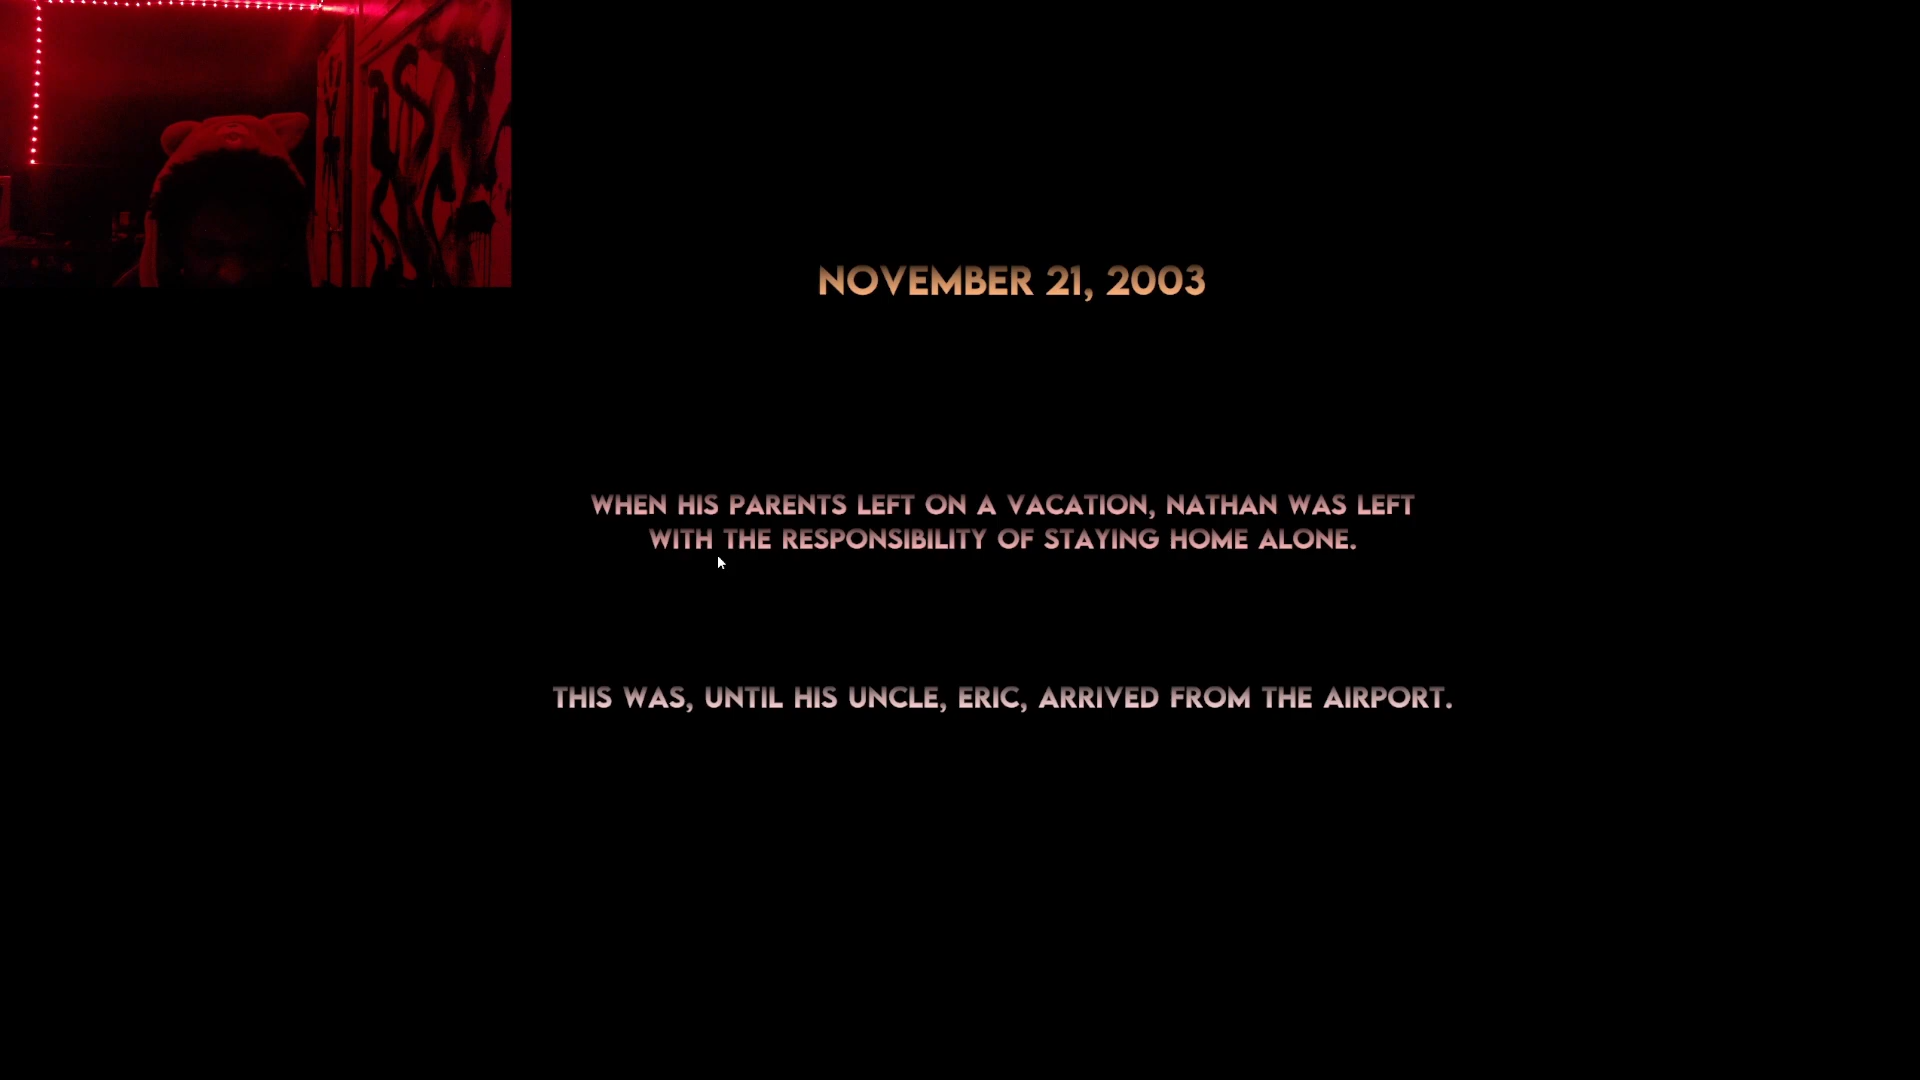 NOVEMBER 21, 2003
WHEN HIS PARENTS LEFT ON A VACATION, NATHAN WAS LEFT
WITH THE RESPONSIBILITY OF STAYING HOME ALONE.
THIS WAS, UNTIL HIS UNCLE, ERIC, ARRIVED FROM THE AIRPORT.